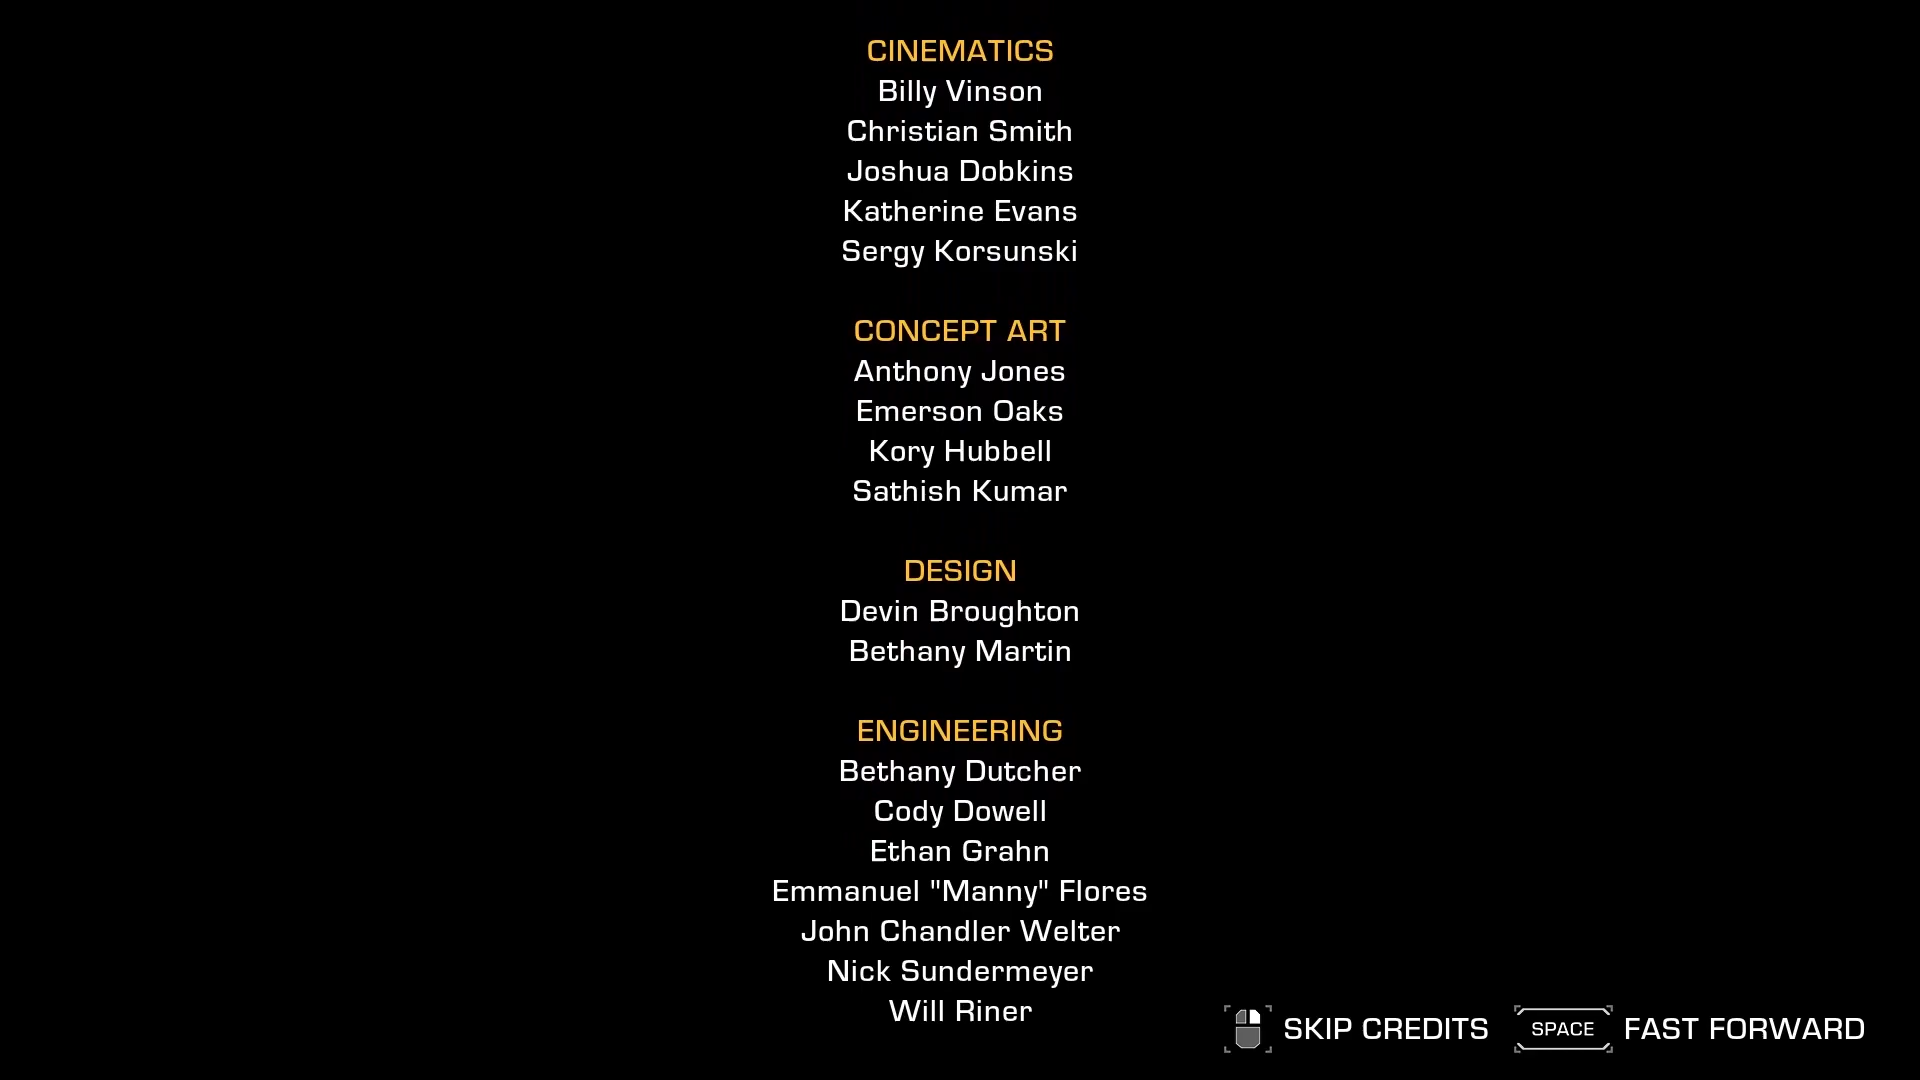 CINEMATICS
Billy Vinson
Christian Smith
Joshua Dobkins
Katherine Evans
Sergy Korsunski
CONCEPT ART
Anthony Jones
Emerson Oaks
Kory Hubbell
Sathish Kumar
DESIGN
Devin Broughton
Bethany Martin
ENGINEERING
Bethany Dutcher
Cody Dowell
Ethan Grahn
Emmanuel "Manny" Flores
John Chandler Welter
Nick Sundermeyer
Will Riner
SKIP CREDITS SPACE FAST FORWARD